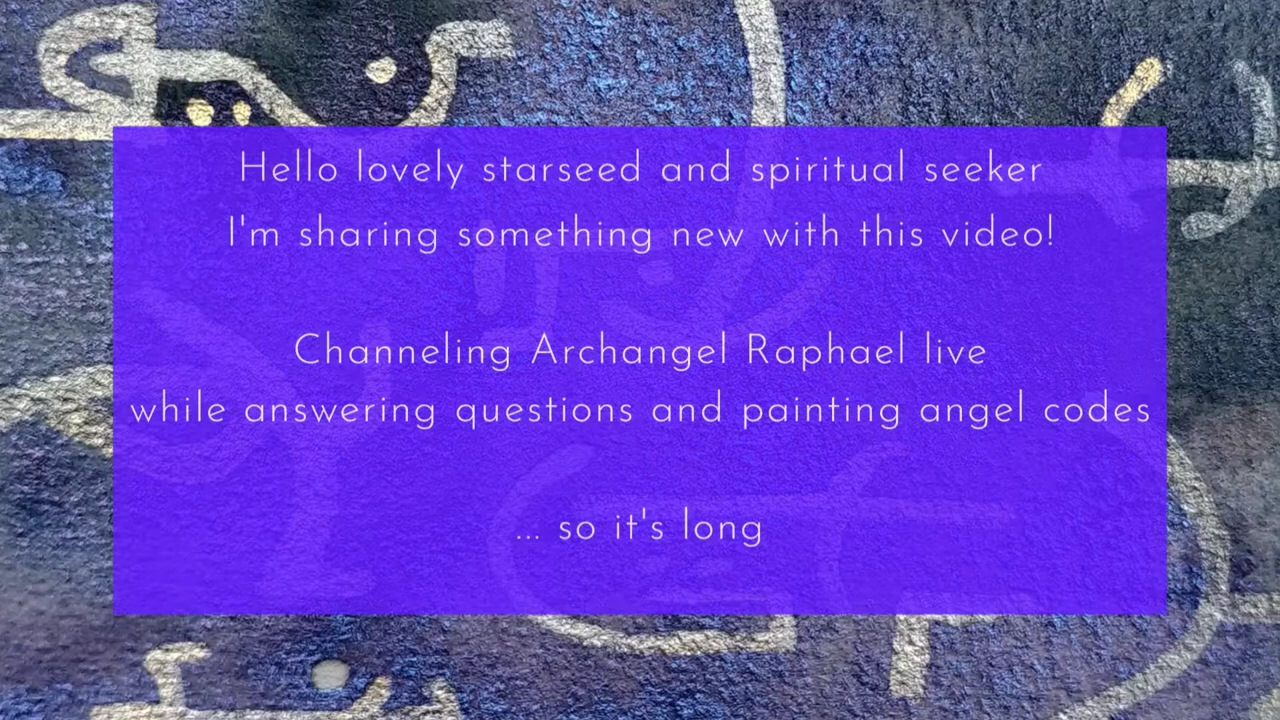 Hello lovely starseed and spiritual seeker
I'm sharing something new with this video!
Channeling Archangel Raphael live
while answering questions and painting angel codes
... so it's long